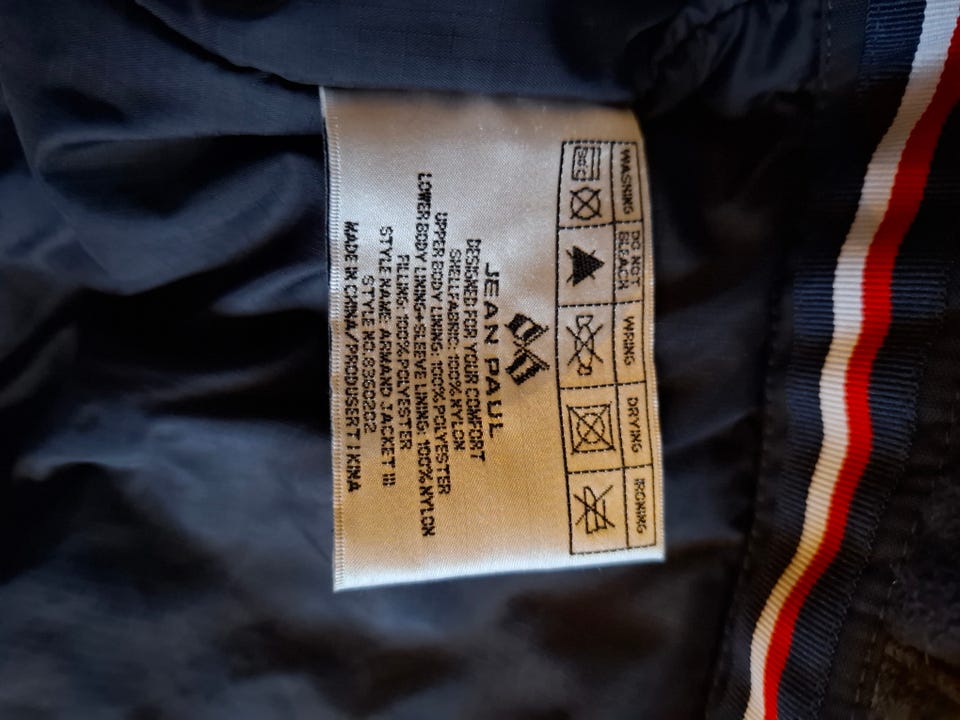 WASHING
DO NOT BLEACH
WRING
DRYING
IRONING
30°C
JEAN PAUL
DESIGNED FOR YOUR COMFORT
SHELLFABRIC: 100% NYLON
UPPER BODY LINING: 100% POLYESTER
LOWER BODY LINING+SLEEVE LINING: 100% NYLON
FILLING: 100% POLYESTER
STYLE NAME: ARMAND JACKET III
STYLE NO.8360202
MADE IN CHINA/PRODUSERT I KINA